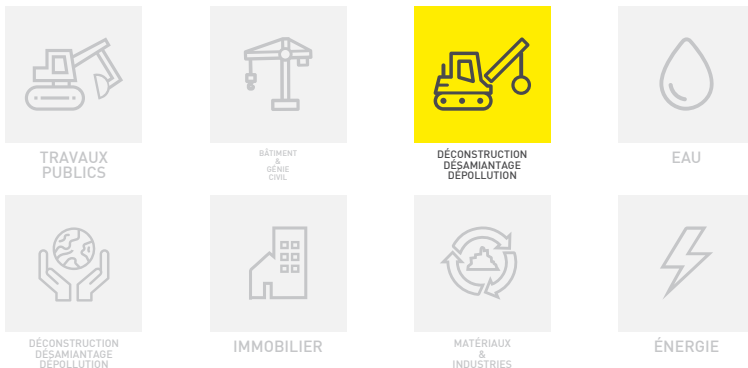 TRAVAUX
PUBLICS
BÂTIMENT
&
GÉNIE
CIVIL
DÉCONSTRUCTION
DÉSAMIANTAGE
DÉPOLLUTION
EAU
DÉCONSTRUCTION
DÉSAMIANTAGE
DÉPOLLUTION
IMMOBILIER
MATÉRIAUX
&
INDUSTRIES
ÉNERGIE